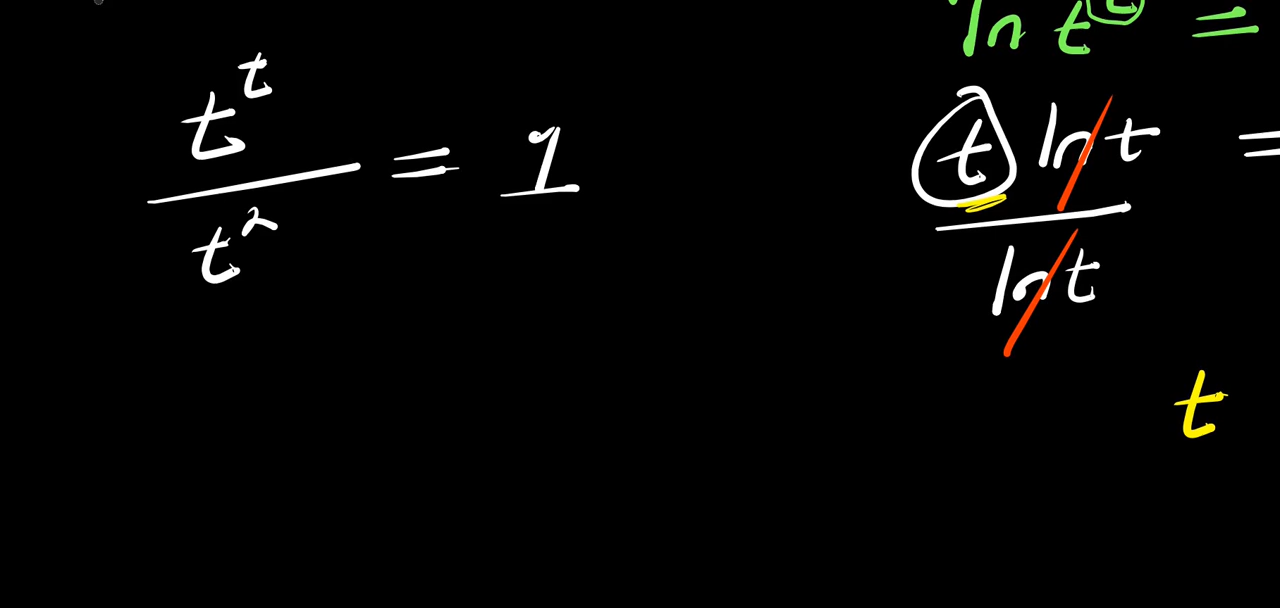 t^t / t^2 = 1
ln t^t =
t ln t / ln t =
t